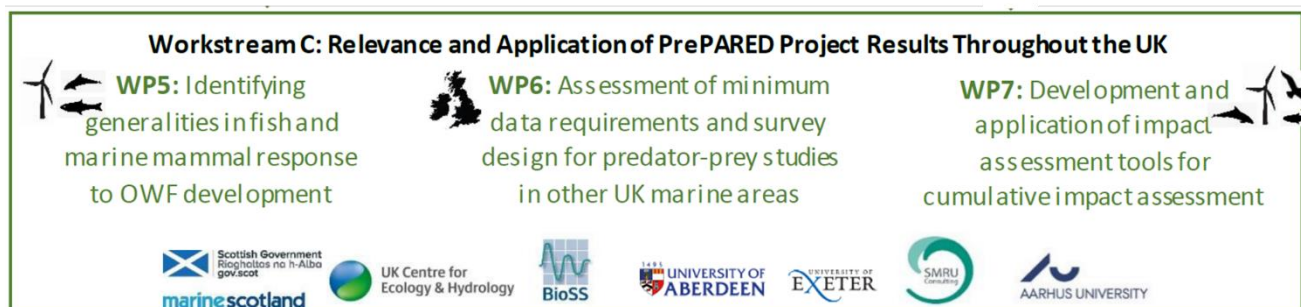 Workstream C: Relevance and Application of PrePARED Project Results Throughout the UK
WP5: Identifying
generalities in fish and
marine mammal response
to OWF development
WP6: Assessment of minimum
data requirements and survey
design for predator-prey studies
in other UK marine areas
WP7: Development and
application of impact
assessment tools for
cumulative impact assessment
Scottish Government
Riaghaltas na h-Alba
gov.scot
marinescotland
UK Centre for
Ecology & Hydrology
BioSS
1495
UNIVERSITY OF
ABERDEEN
UNIVERSITY OF
EXETER
SMRU
Consulting
AARHUS UNIVERSITY